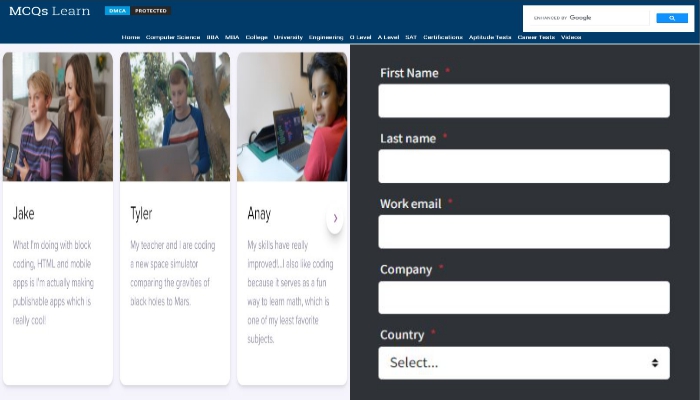 MCQs Learn
DMCA PROTECTED
ENHANCED BY Google
Home Computer Science BBA MBA College University Engineering O Level A Level SAT Certifications Aptitude Tests Career Tests Videos
Jake
What I'm doing with block
coding, HTML and mobile
apps is I'm actually making
publishable apps which is
really cool!
Tyler
My teacher and I are coding
a new space simulator
comparing the gravities of
black holes to Mars.
Anay
My skills have really
improved!..I also like coding
because it serves as a fun
way to learn math, which is
one of my least favorite
subjects.
First Name *
Last name *
Work email *
Company *
Country *
Select...